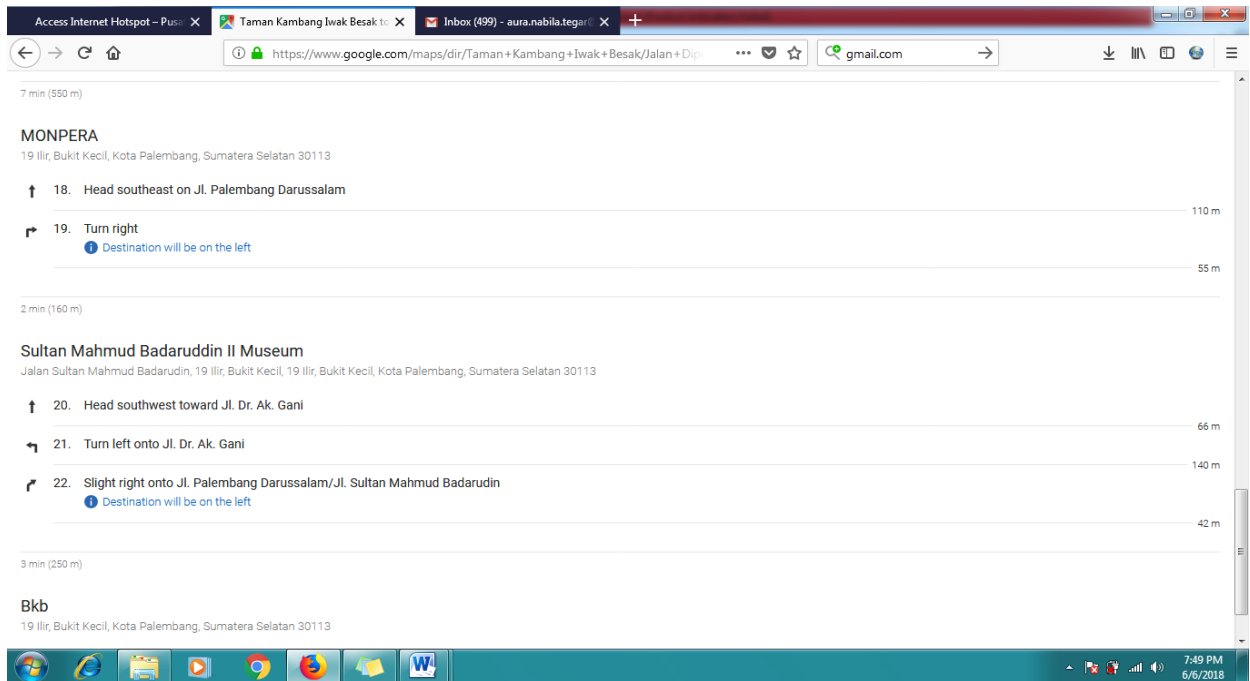 Access Internet Hotspot – Pusa
Taman Kambang Iwak Besak to
Inbox (499) - aura.nabila.tegar@
https://www.google.com/maps/dir/Taman+Kambang+Iwak+Besak/Jalan+Dip
gmail.com
7 min (550 m)
MONPERA
19 Ilir, Bukit Kecil, Kota Palembang, Sumatera Selatan 30113
18. Head southeast on Jl. Palembang Darussalam
110 m
19. Turn right
Destination will be on the left
55 m
2 min (160 m)
Sultan Mahmud Badaruddin II Museum
Jalan Sultan Mahmud Badarudin, 19 Ilir, Bukit Kecil, 19 Ilir, Bukit Kecil, Kota Palembang, Sumatera Selatan 30113
20. Head southwest toward Jl. Dr. Ak. Gani
66 m
21. Turn left onto Jl. Dr. Ak. Gani
140 m
22. Slight right onto Jl. Palembang Darussalam/Jl. Sultan Mahmud Badarudin
Destination will be on the left
42 m
3 min (250 m)
Bkb
19 Ilir, Bukit Kecil, Kota Palembang, Sumatera Selatan 30113
7:49 PM
6/6/2018